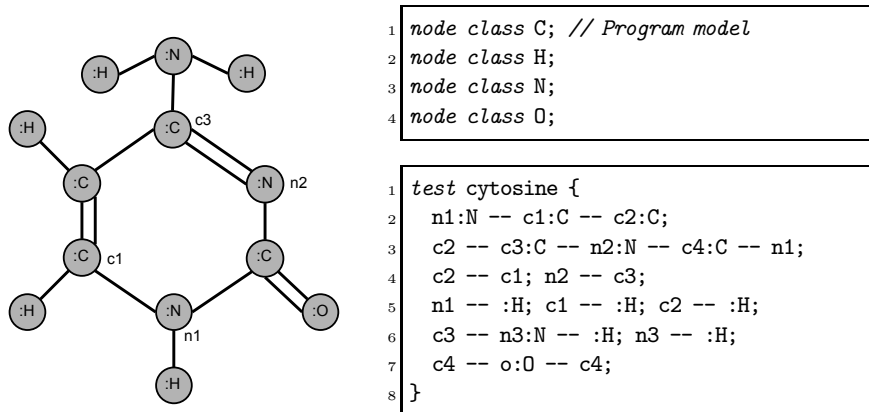 :N
:H
:H
:C
c3
:H
:C
:N
n2
:C
c1
:C
:H
:N
:O
n1
:H
1 node class C; // Program model
2 node class H;
3 node class N;
4 node class O;
1 test cytosine {
2 n1:N -- c1:C -- c2:C;
3 c2 -- c3:C -- n2:N -- c4:C -- n1;
4 c2 -- c1; n2 -- c3;
5 n1 -- :H; c1 -- :H; c2 -- :H;
6 c3 -- n3:N -- :H; n3 -- :H;
7 c4 -- o:O -- c4;
8 }